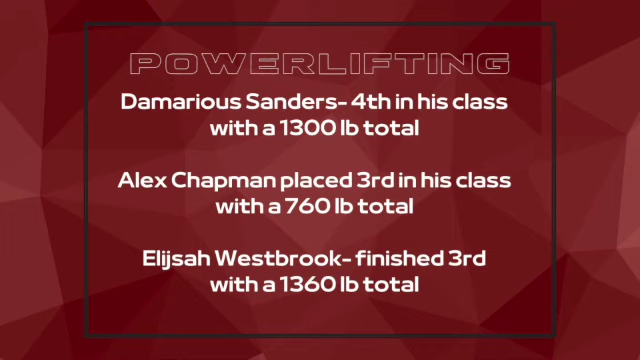 POWERLIFTING
Damarious Sanders- 4th in his class
with a 1300 lb total
Alex Chapman placed 3rd in his class
with a 760 lb total
Elijsah Westbrook- finished 3rd
with a 1360 lb total